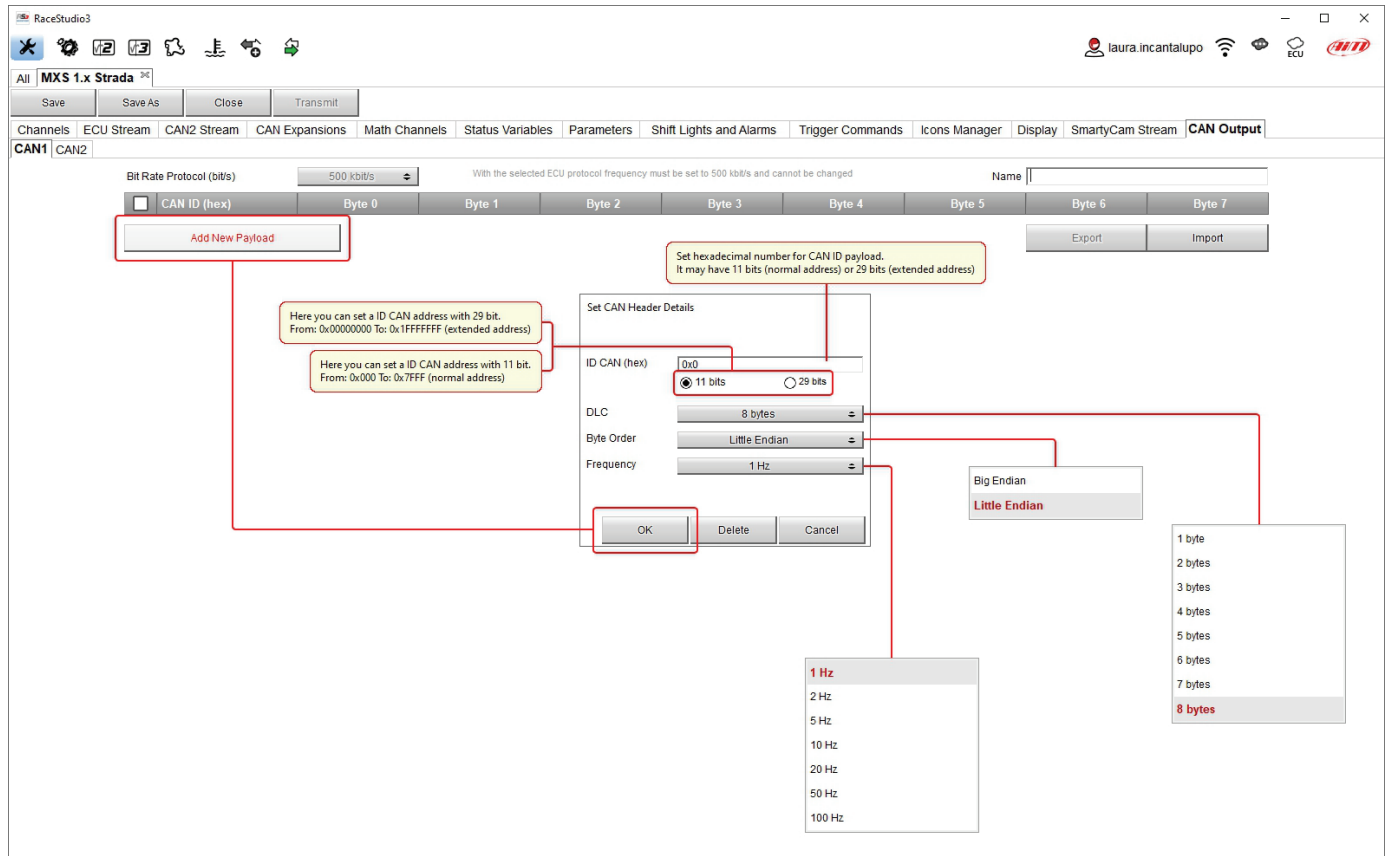 RaceStudio3
laura.incantalupo
ECU
AiM
All MXS 1.x Strada
Save Save As Close Transmit
Channels ECU Stream CAN2 Stream CAN Expansions Math Channels Status Variables Parameters Shift Lights and Alarms Trigger Commands Icons Manager Display SmartyCam Stream CAN Output
CAN1 CAN2
Bit Rate Protocol (bit/s) 500 kbit/s With the selected ECU protocol frequency must be set to 500 kbit/s and cannot be changed Name
CAN ID (hex) Byte 0 Byte 1 Byte 2 Byte 3 Byte 4 Byte 5 Byte 6 Byte 7
Add New Payload Export Import
Set hexadecimal number for CAN ID payload.
It may have 11 bits (normal address) or 29 bits (extended address)
Here you can set a ID CAN address with 29 bit.
From: 0x00000000 To: 0x1FFFFFFF (extended address)
Here you can set a ID CAN address with 11 bit.
From: 0x000 To: 0x7FFF (normal address)
Set CAN Header Details
ID CAN (hex) 0x0
11 bits 29 bits
DLC 8 bytes
Byte Order Little Endian
Frequency 1 Hz
OK Delete Cancel
Big Endian
Little Endian
1 byte
2 bytes
3 bytes
4 bytes
5 bytes
6 bytes
7 bytes
8 bytes
1 Hz
2 Hz
5 Hz
10 Hz
20 Hz
50 Hz
100 Hz